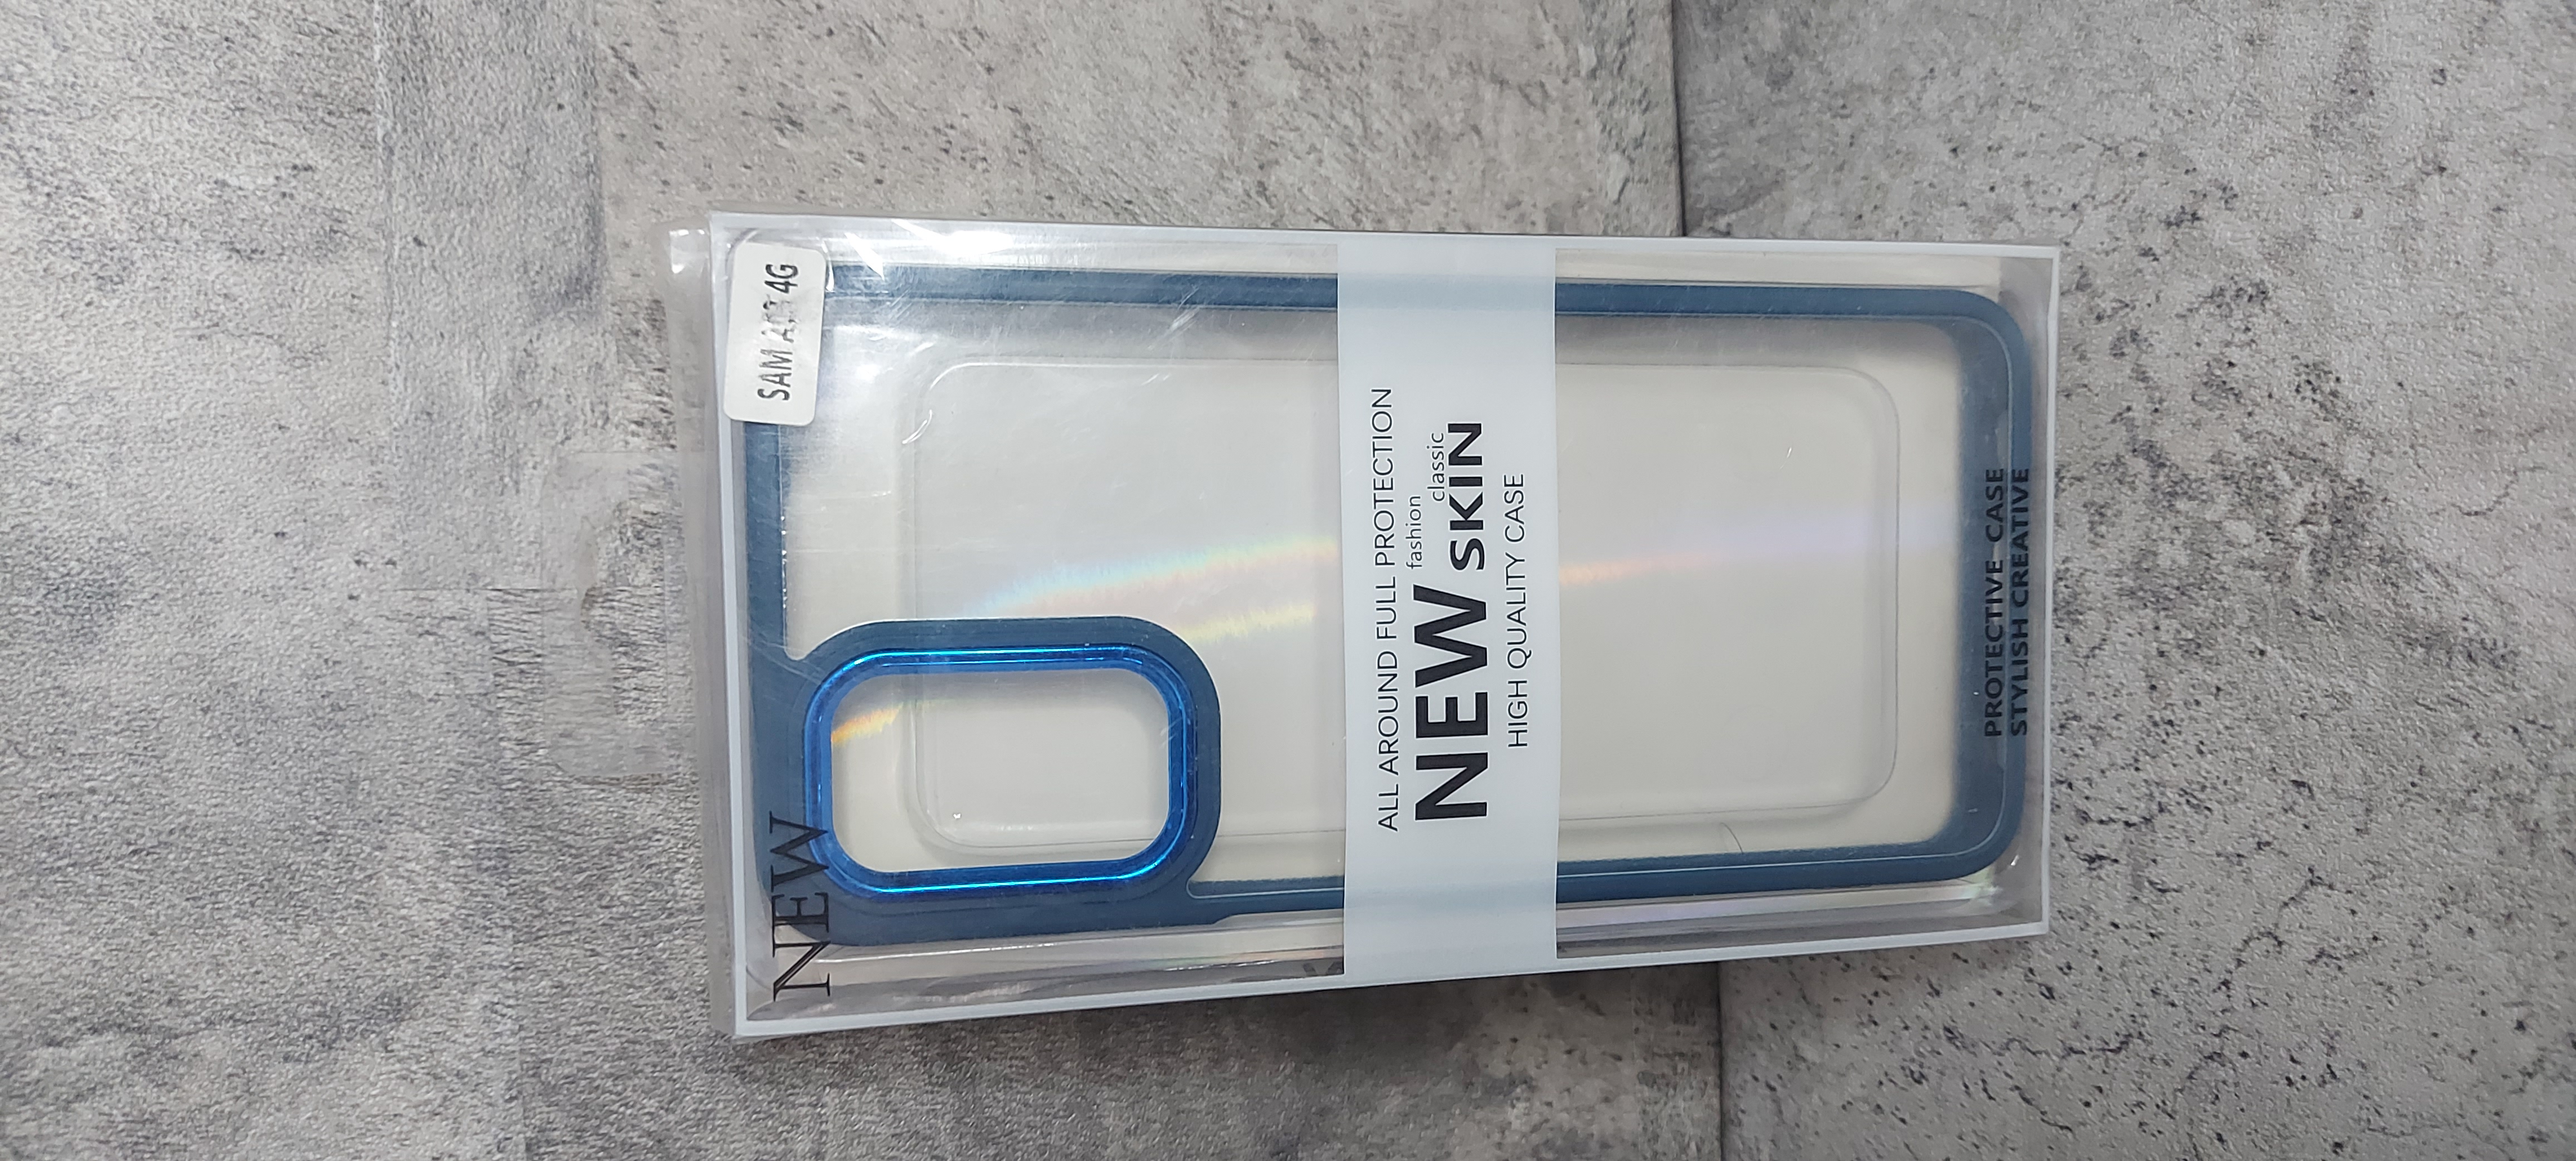 SAM 4G
ALL AROUND FULL PROTECTION
fashion
classic
NEW SKIN
HIGH QUALITY CASE
NEW
PROTECTIVE CASE
STYLISH CREATIVE